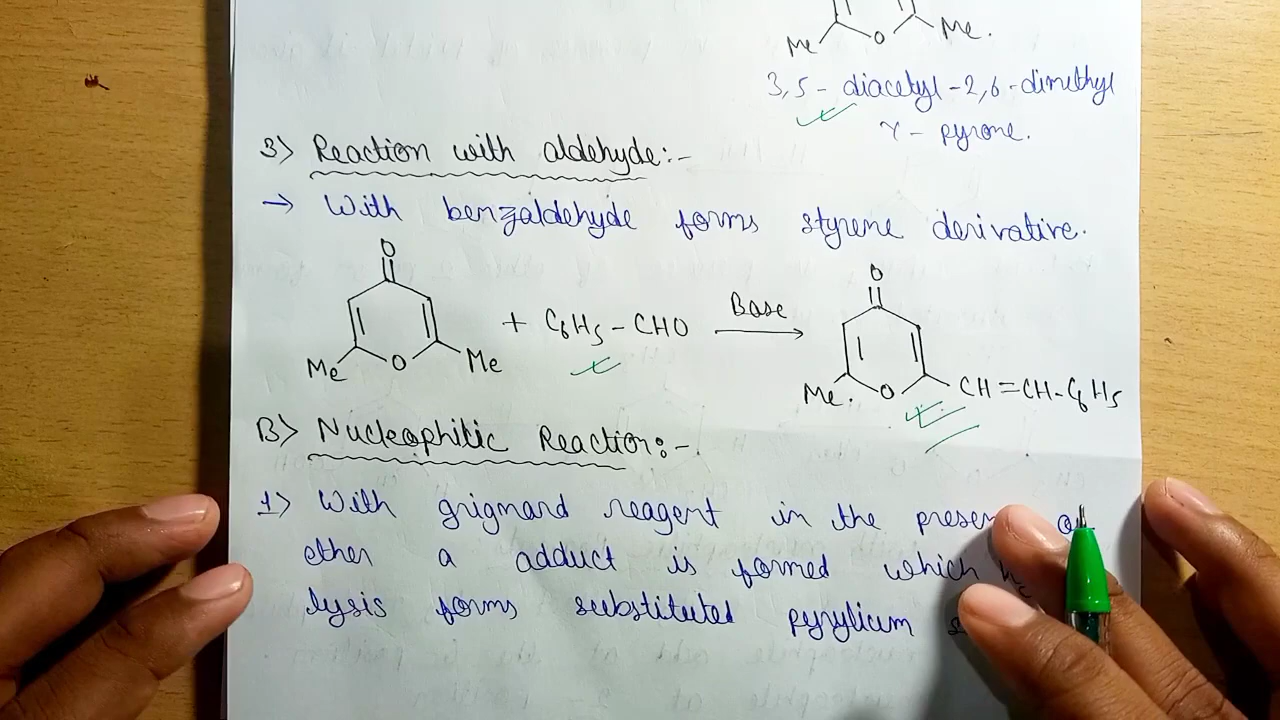 Me O Me.
3,5 - diacetyl - 2,6 - dimethyl
γ - pyrone.
3> Reaction with aldehyde:-
→ With benzaldehyde forms styrene derivative.
O
O
Me O Me + C6H5 - CHO Base
Me. O CH = CH - C6H5
B> Nucleophilic Reaction:-
1> With grignard reagent in the
ether a adduct is formed which
lysis forms substituted pyrylium